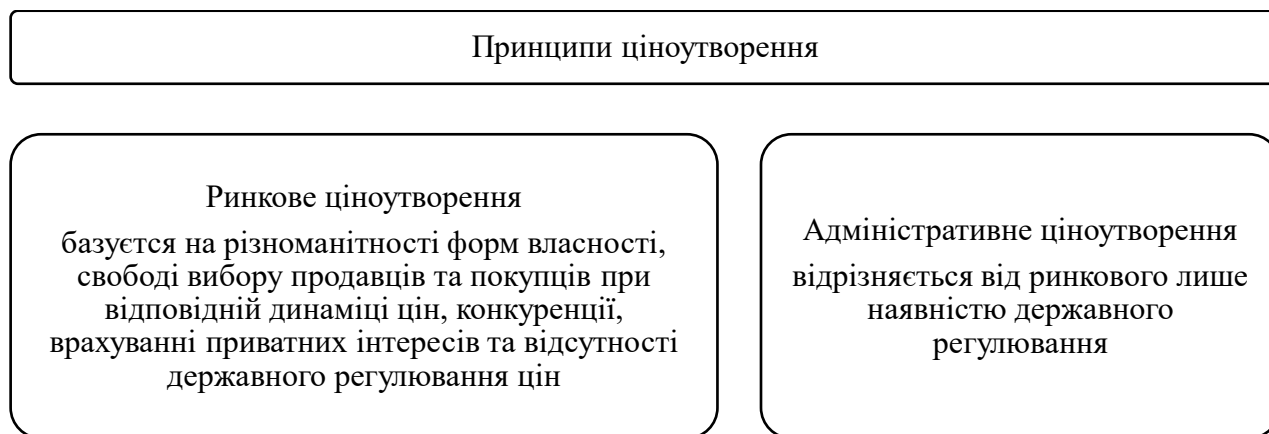 Принципи ціноутворення
Ринкове ціноутворення
базуєтся на різноманітності форм власності,
свободі вибору продавців та покупців при
відповідній динаміці цін, конкуренції,
врахуванні приватних інтересів та відсутності
державного регулювання цін
Адміністративне ціноутворення
відрізняється від ринкового лише
наявністю державного
регулювання